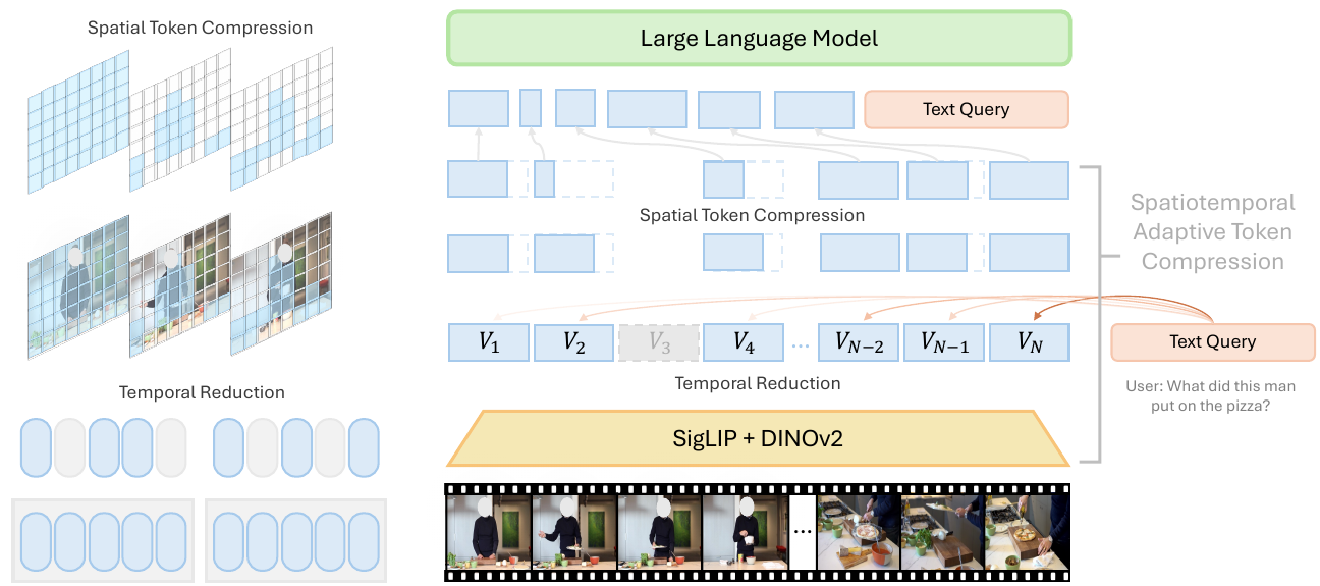 Spatial Token Compression
Temporal Reduction
Large Language Model
Text Query
Spatial Token Compression
V_1 V_2 V_3 V_4 ... V_{N-2} V_{N-1} V_N
Text Query
Temporal Reduction
User: What did this man
put on the pizza?
SigLIP + DINOv2
...
Spatiotemporal
Adaptive Token
Compression